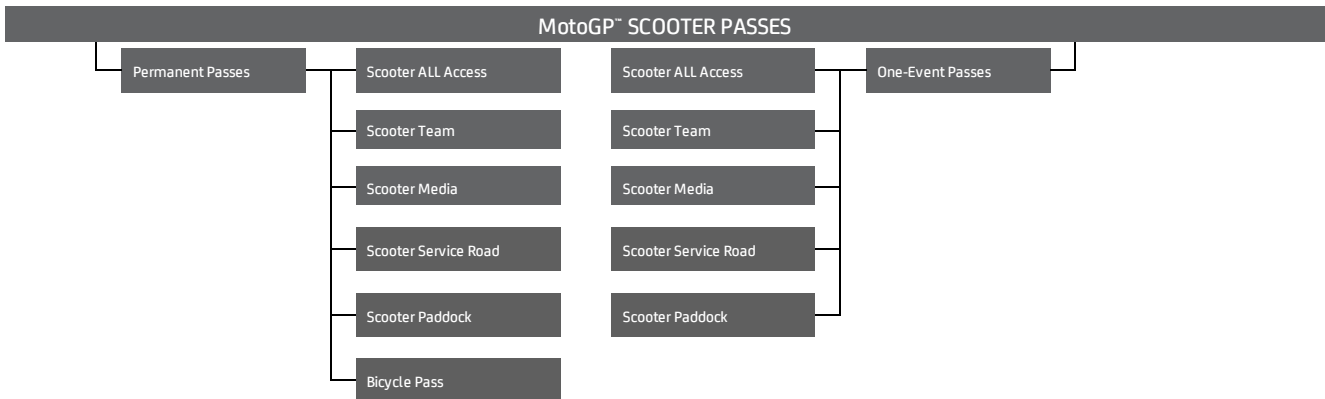 MotoGP™ SCOOTER PASSES
Permanent Passes
Scooter ALL Access
Scooter ALL Access
One-Event Passes
Scooter Team
Scooter Team
Scooter Media
Scooter Media
Scooter Service Road
Scooter Service Road
Scooter Paddock
Scooter Paddock
Bicycle Pass